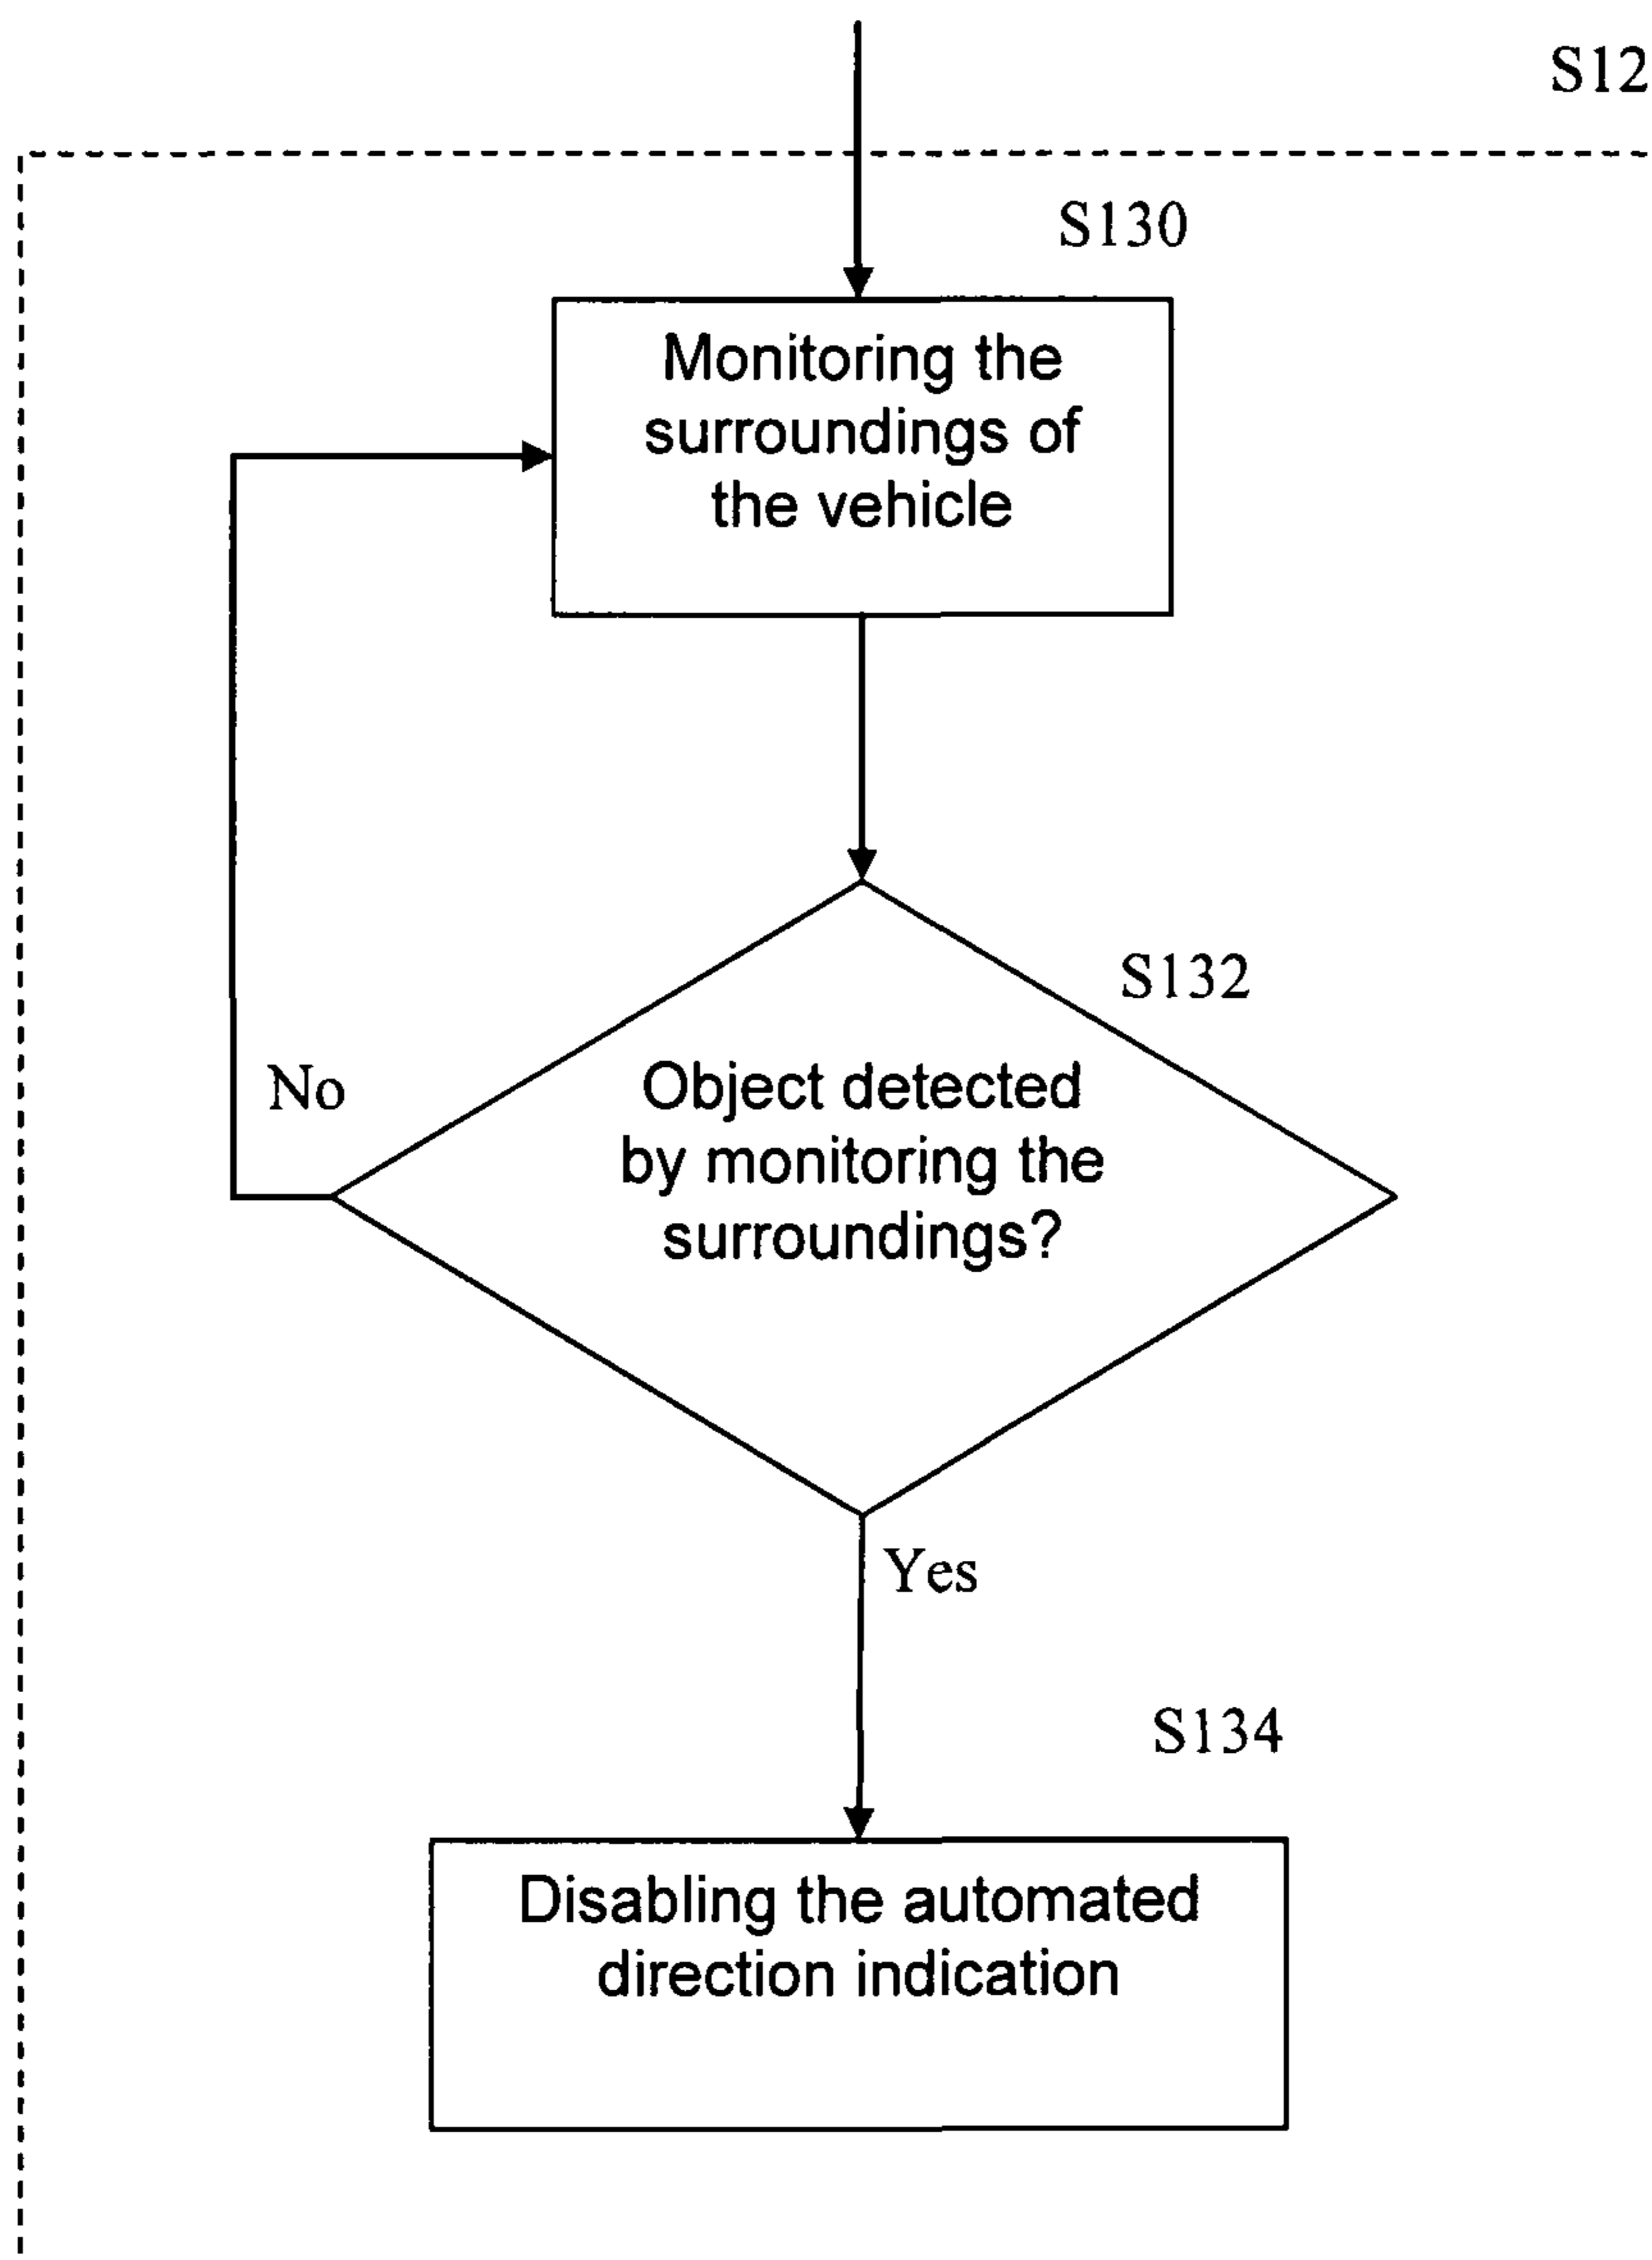 S12
S130
Monitoring the
surroundings of
the vehicle
S132
Object detected
by monitoring the
surroundings?
No
Yes
S134
Disabling the automated
direction indication